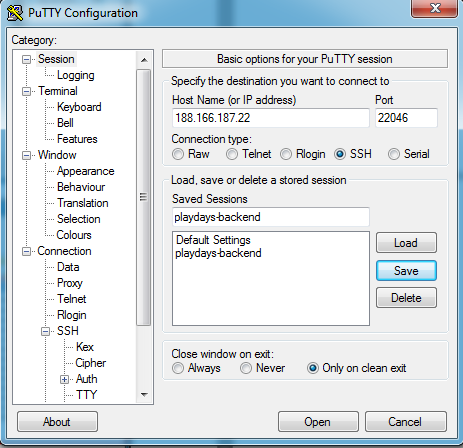 PuTTY Configuration
Category:
Session
Logging
Terminal
Keyboard
Bell
Features
Window
Appearance
Behaviour
Translation
Selection
Colours
Connection
Data
Proxy
Telnet
Rlogin
SSH
Kex
Cipher
Auth
TTY
Basic options for your PuTTY session
Specify the destination you want to connect to
Host Name (or IP address) Port
188.166.187.22 22046
Connection type:
Raw Telnet Rlogin SSH Serial
Load, save or delete a stored session
Saved Sessions
playdays-backend
Default Settings
playdays-backend
Load
Save
Delete
Close window on exit:
Always Never Only on clean exit
About Open Cancel